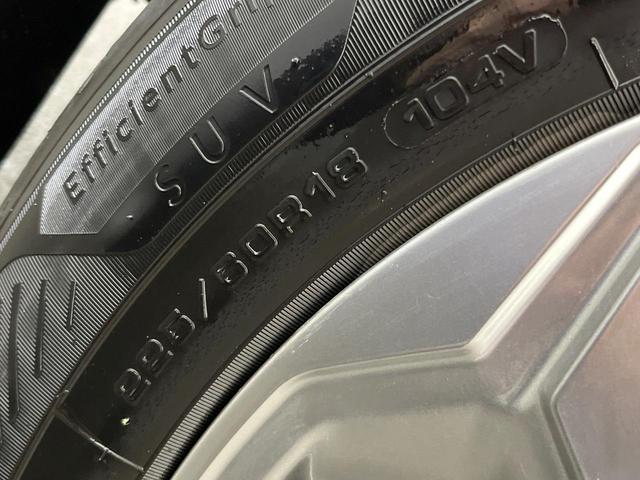 EfficientGrip
SUV
225/60R18 104V